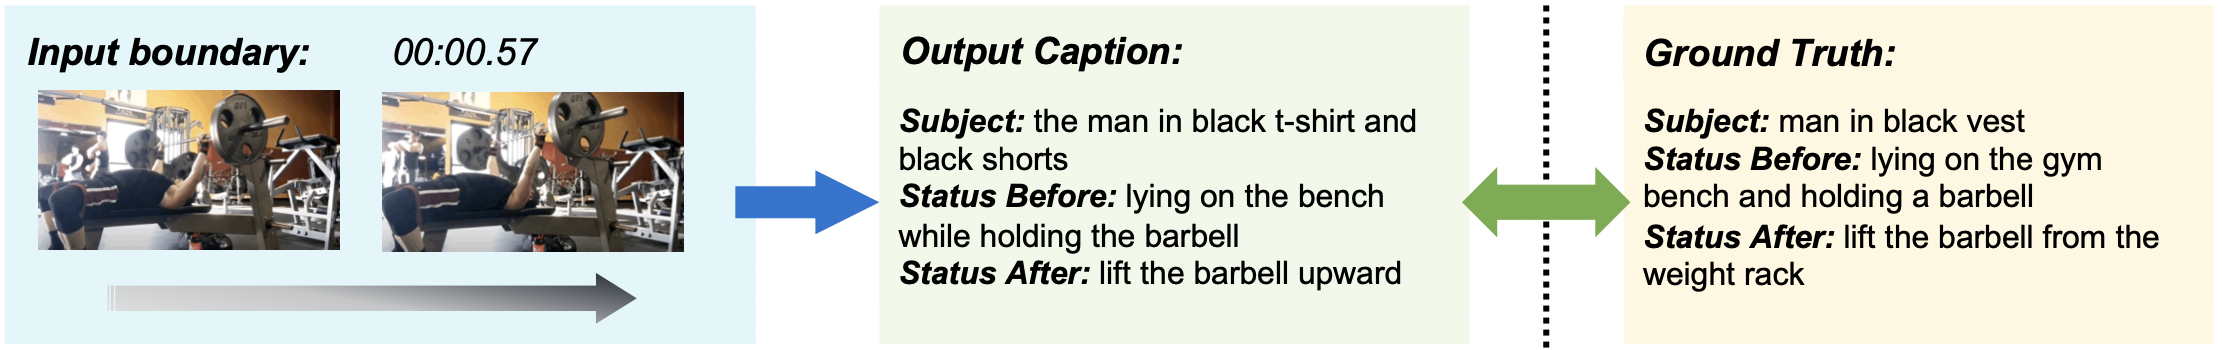 Input boundary: 00:00.57
Output Caption:
Subject: the man in black t-shirt and
black shorts
Status Before: lying on the bench
while holding the barbell
Status After: lift the barbell upward
Ground Truth:
Subject: man in black vest
Status Before: lying on the gym
bench and holding a barbell
Status After: lift the barbell from the
weight rack